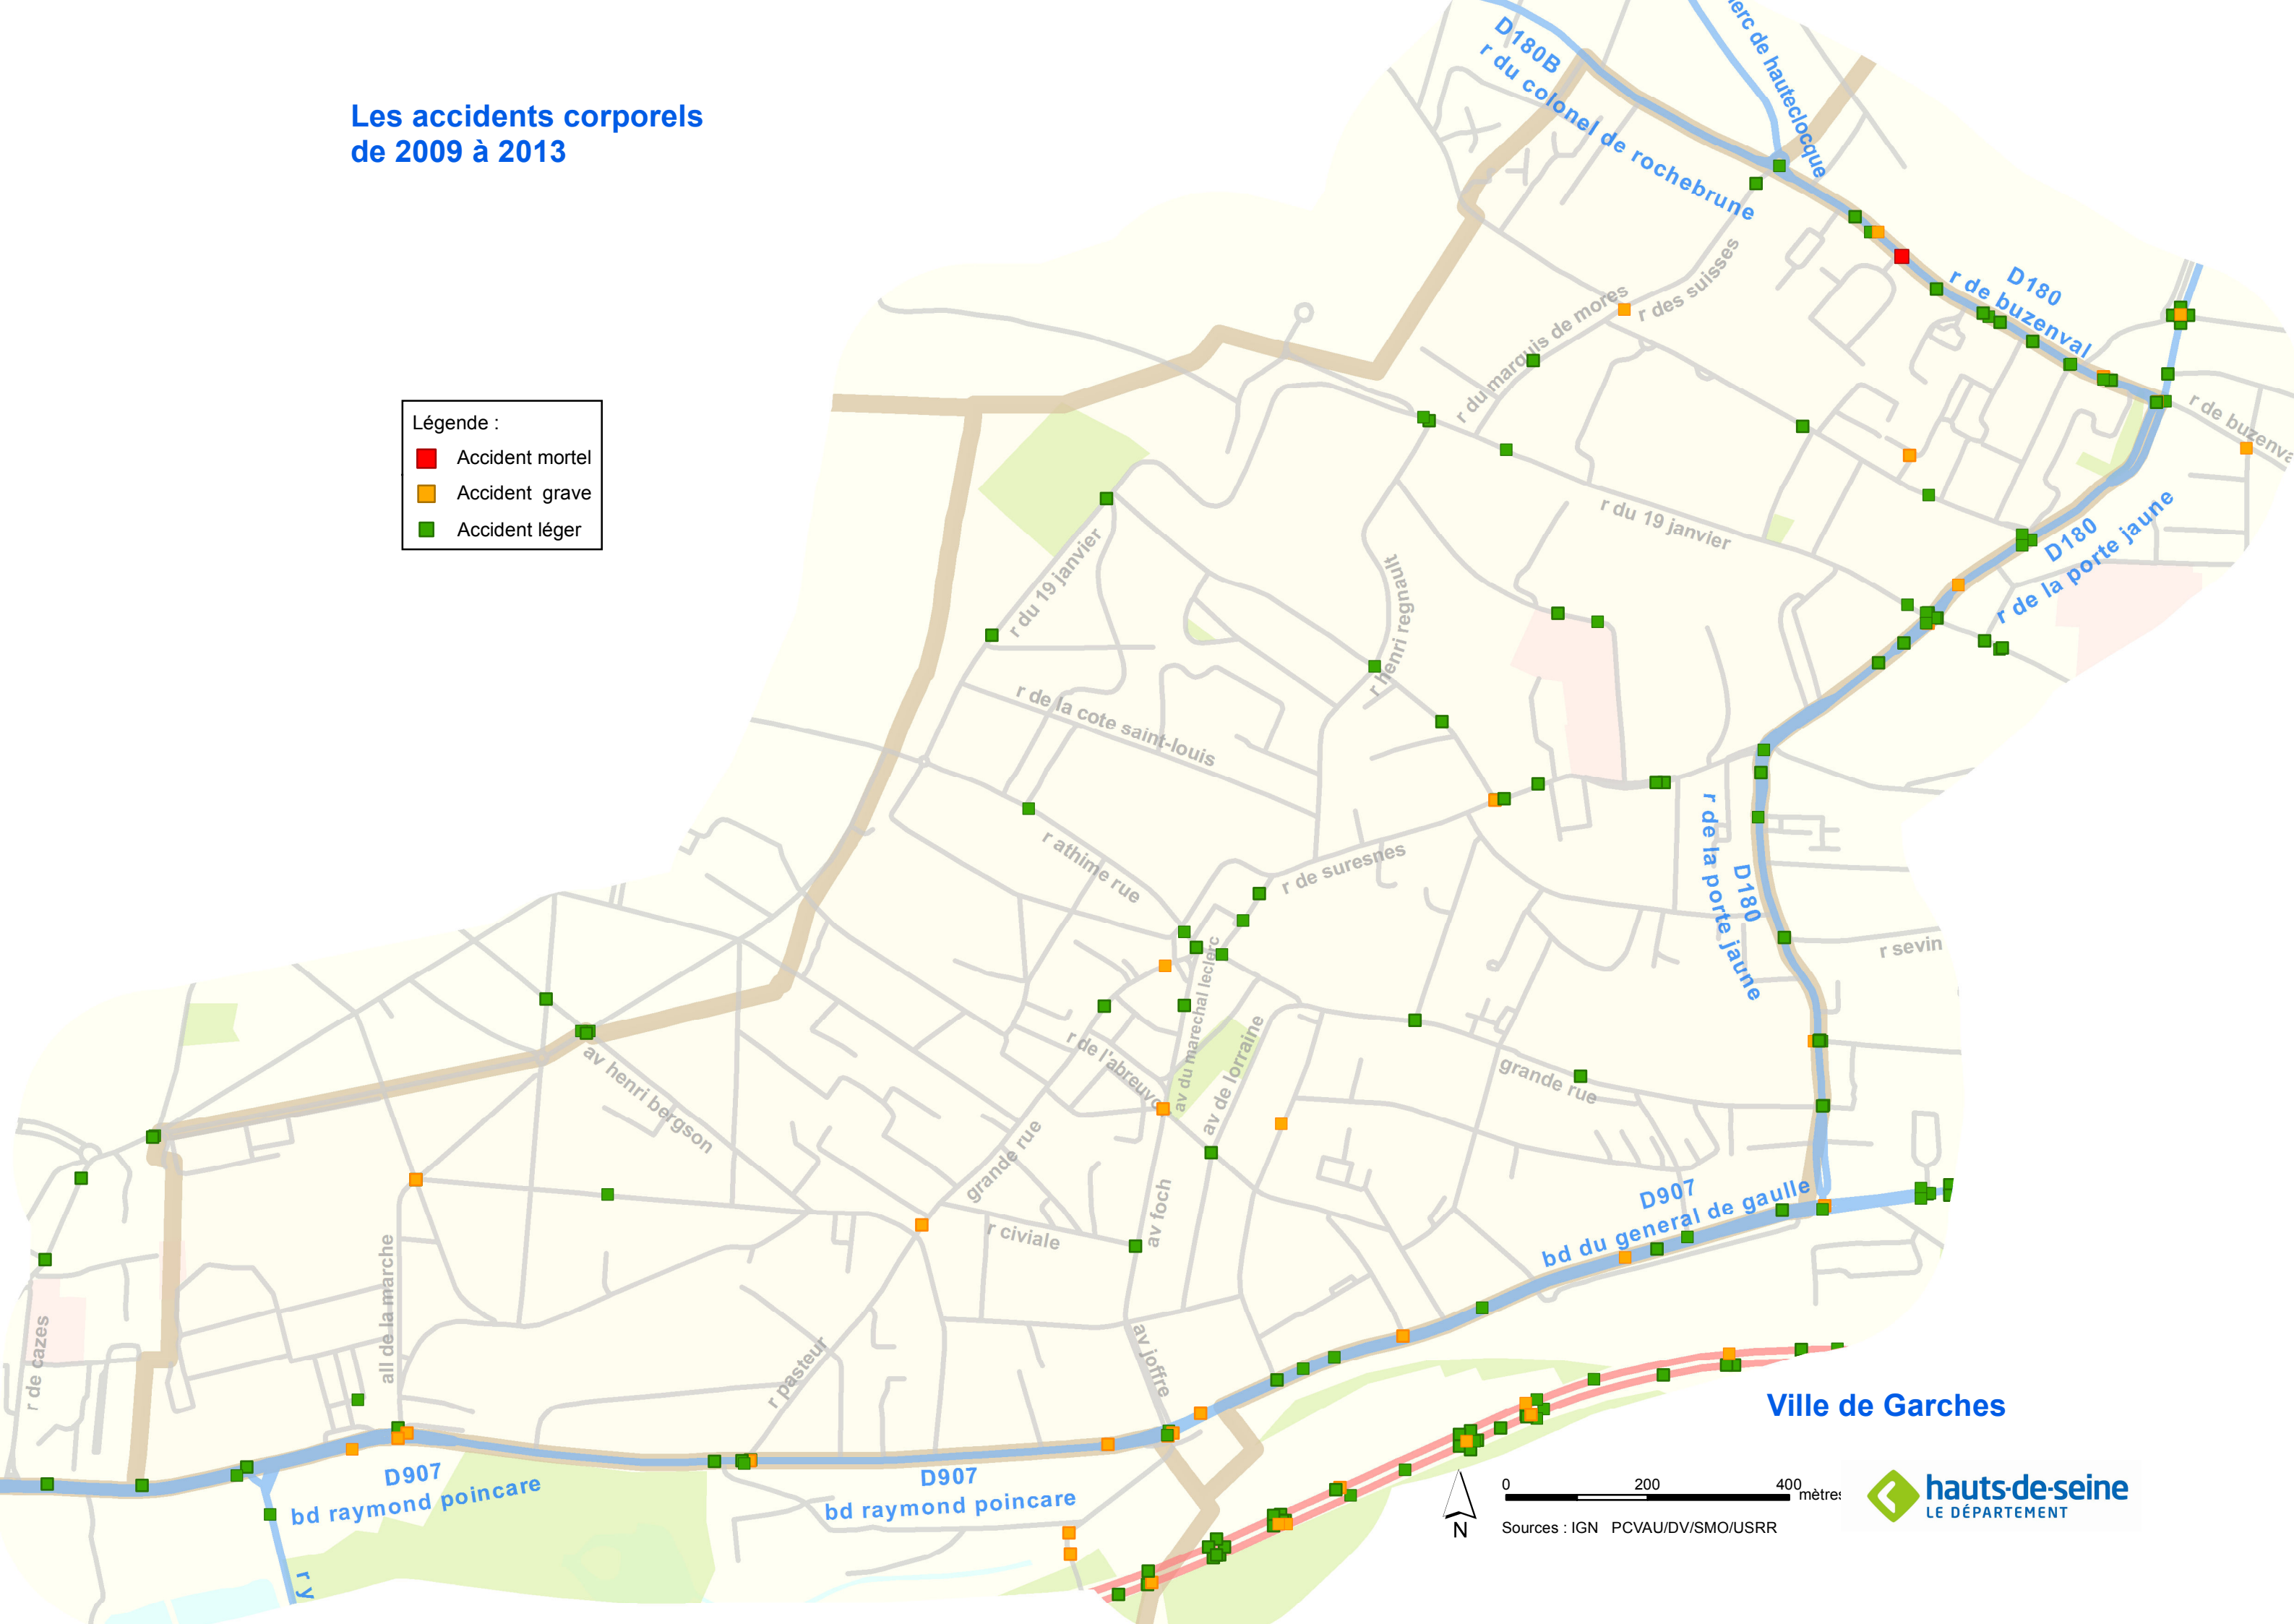 Les accidents corporels
de 2009 à 2013
D180B
r du colonel de rochebrune
erc de hauteclocque
D180
r de buzenval
r des suisses
r du marquis de mores
r de buzenva
Légende :
Accident mortel
Accident grave
Accident léger
r du 19 janvier
D180
r de la porte jaune
r du 19 janvier
r henri regnault
r de la cote saint-louis
r athime rue
r de suresnes
r de la porte jaune
D180
r sevin
av du marechal leclerc
av henri bergson
r de l'abreuvo
av de lorraine
grande rue
grande rue
r civiale
av foch
D907
bd du general de gaulle
all de la marche
r de cazes
r pasteur
av joffre
Ville de Garches
D907
bd raymond poincare
D907
bd raymond poincare
r y
0 200 400 mètres
N
Sources : IGN PCVAU/DV/SMO/USRR
hauts-de-seine
LE DÉPARTEMENT